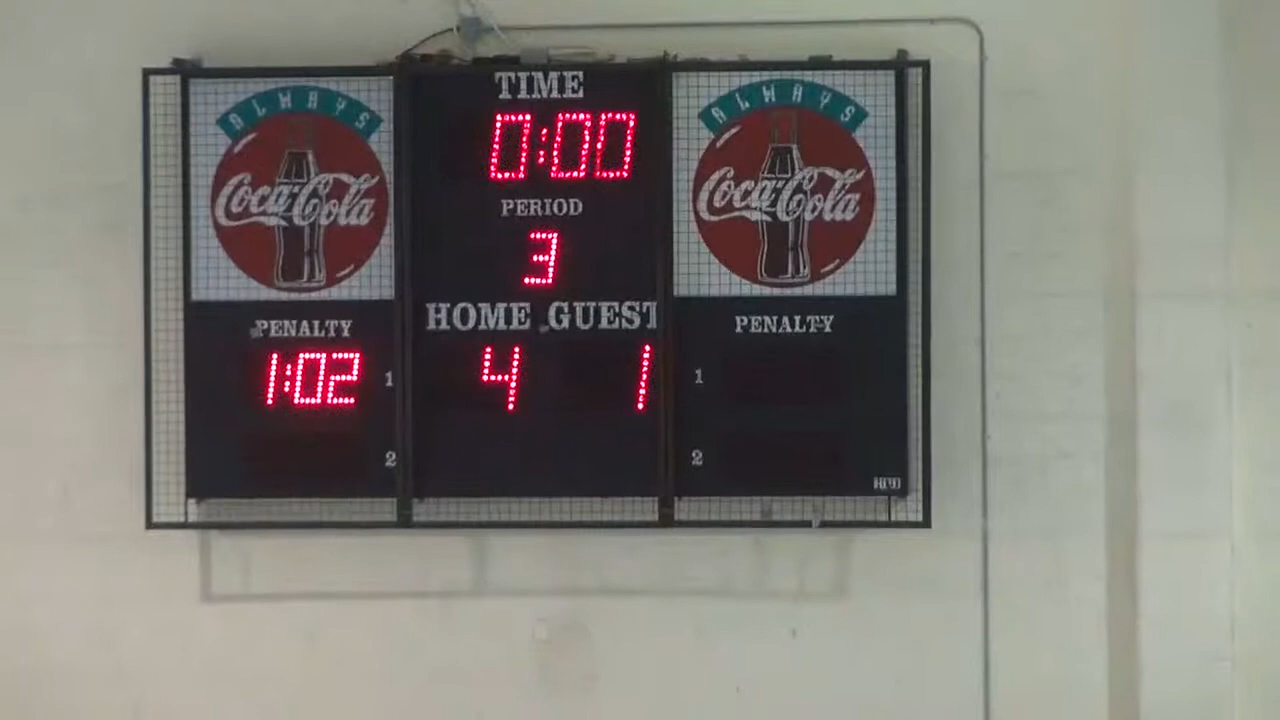 ALWAYS
Coca-Cola
TIME
0:00
PERIOD
3
HOME GUEST
4 1
ALWAYS
Coca-Cola
PENALTY
1:02 1
2
PENALTY
1
2